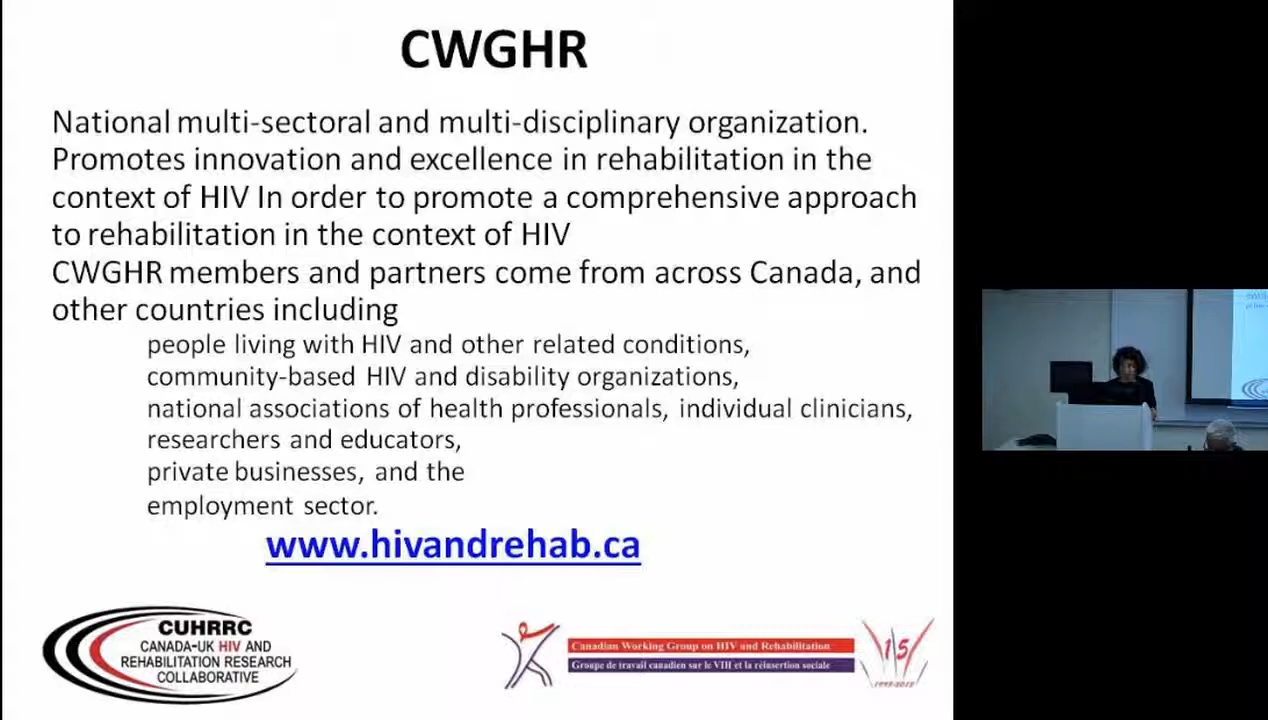 CWGHR
National multi-sectoral and multi-disciplinary organization.
Promotes innovation and excellence in rehabilitation in the
context of HIV In order to promote a comprehensive approach
to rehabilitation in the context of HIV
CWGHR members and partners come from across Canada, and
other countries including
people living with HIV and other related conditions,
community-based HIV and disability organizations,
national associations of health professionals, individual clinicians,
researchers and educators,
private businesses, and the
employment sector.
www.hivandrehab.ca
CUHRRC
CANADA-UK HIV AND
REHABILITATION RESEARCH
COLLABORATIVE
Canadian Working Group on HIV and Rehabilitation
Groupe de travail canadien sur le VIH et la réinsertion sociale
15